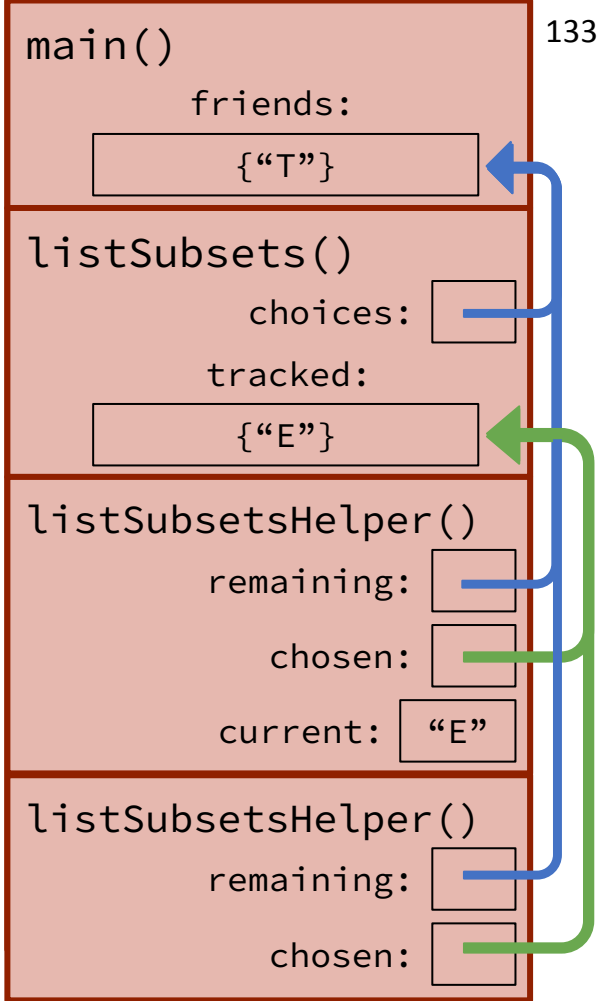 133
main()
friends:
{“T”}
listSubsets()
choices:
tracked:
{“E”}
listSubsetsHelper()
remaining:
chosen:
current: “E”
listSubsetsHelper()
remaining:
chosen: